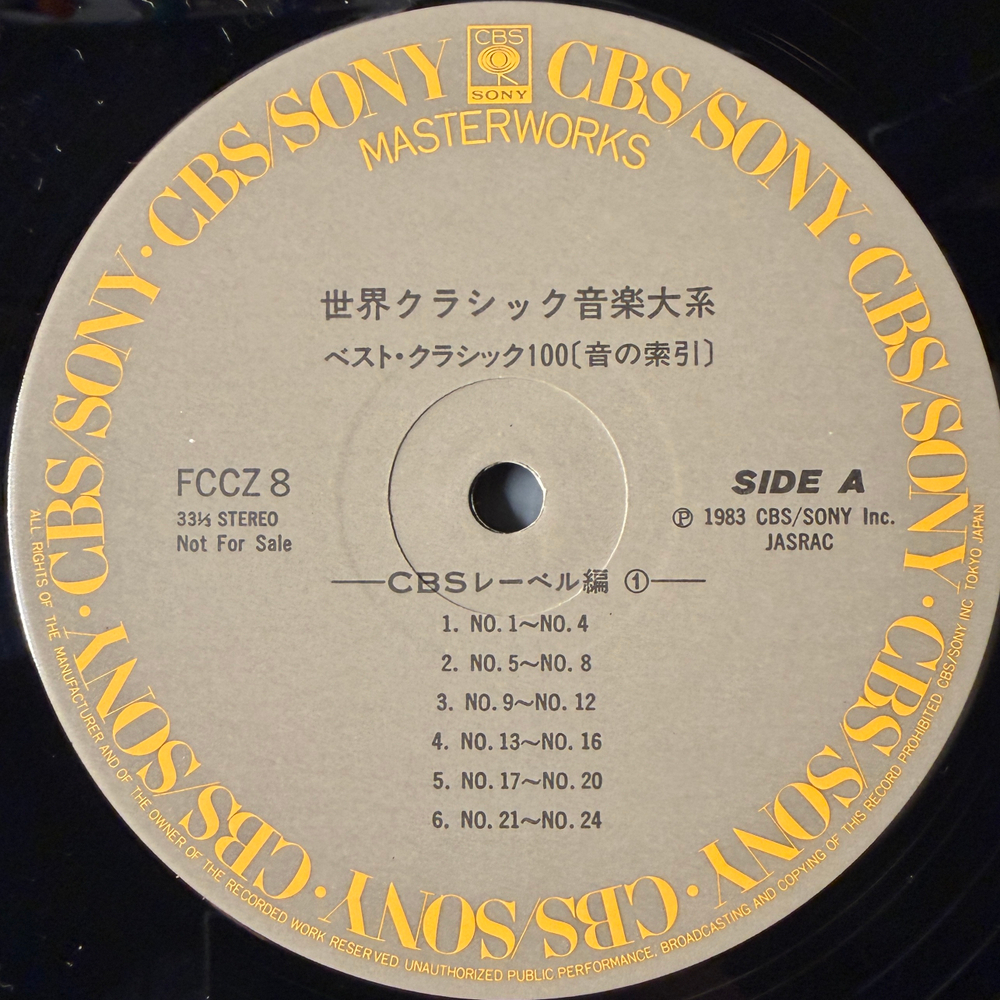 CBS
SONY
CBS/SONY · CBS/SONY · CBS/SONY · CBS/SONY · CBS/SONY · CBS/SONY · CBS/SONY · CBS/SONY
MASTERWORKS
世界クラシック音楽大系
ベスト・クラシック100〔音の索引〕
FCCZ 8
33⅓ STEREO
Not For Sale
SIDE A
Ⓟ 1983 CBS/SONY Inc.
JASRAC
CBSレーベル編 ①
1. NO. 1〜NO. 4
2. NO. 5〜NO. 8
3. NO. 9〜NO. 12
4. NO. 13〜NO. 16
5. NO. 17〜NO. 20
6. NO. 21〜NO. 24
ALL RIGHTS OF THE MANUFACTURER AND OF THE OWNER OF THE RECORDED WORK RESERVED. UNAUTHORIZED PUBLIC PERFORMANCE, BROADCASTING AND COPYING OF THIS RECORD PROHIBITED CBS/SONY INC TOKYO JAPAN